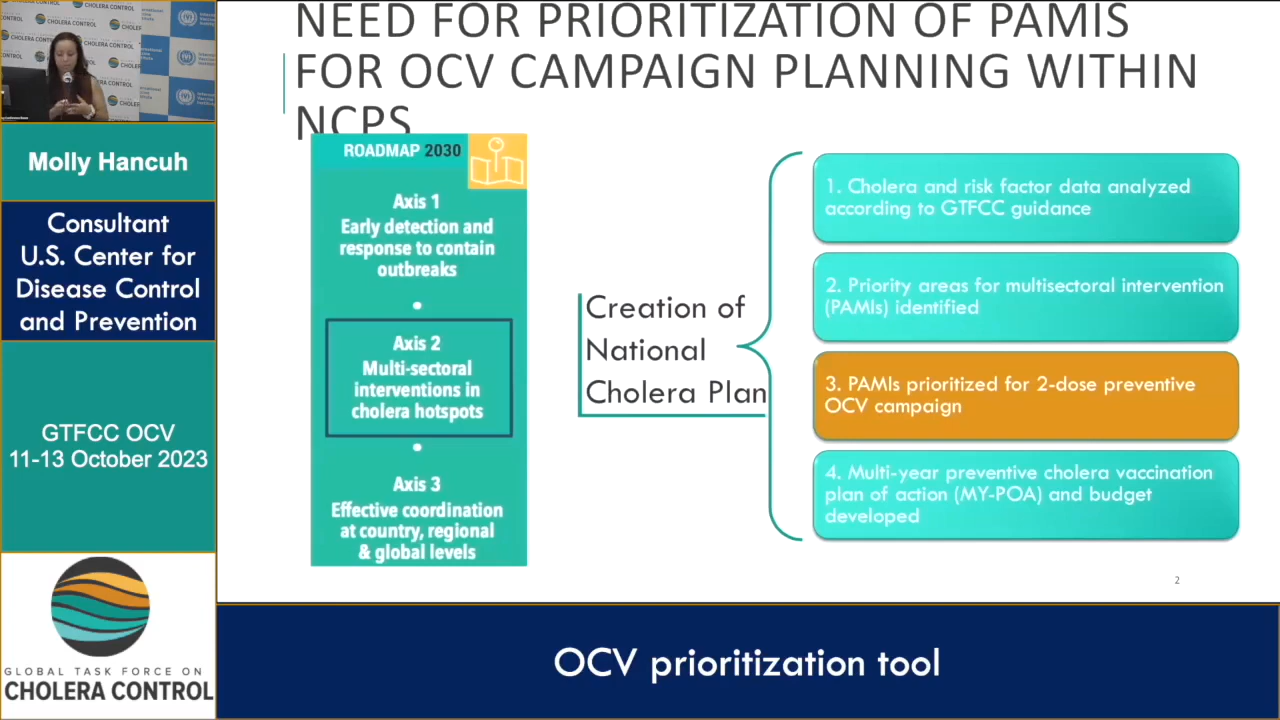 NEED FOR PRIORITIZATION OF PAMIS
FOR OCV CAMPAIGN PLANNING WITHIN
NCPS
CHOLERA CONTROL
Molly Hancuh
Consultant
U.S. Center for
Disease Control
and Prevention
GTFCC OCV
11-13 October 2023
GLOBAL TASK FORCE ON
CHOLERA CONTROL
ROADMAP 2030
Axis 1
Early detection and
response to contain
outbreaks
Axis 2
Multi-sectoral
interventions in
cholera hotspots
Axis 3
Effective coordination
at country, regional
& global levels
Creation of
National
Cholera Plan
1. Cholera and risk factor data analyzed
according to GTFCC guidance
2. Priority areas for multisectoral intervention
(PAMIs) identified
3. PAMIs prioritized for 2-dose preventive
OCV campaign
4. Multi-year preventive cholera vaccination
plan of action (MY-POA) and budget
developed
2
OCV prioritization tool